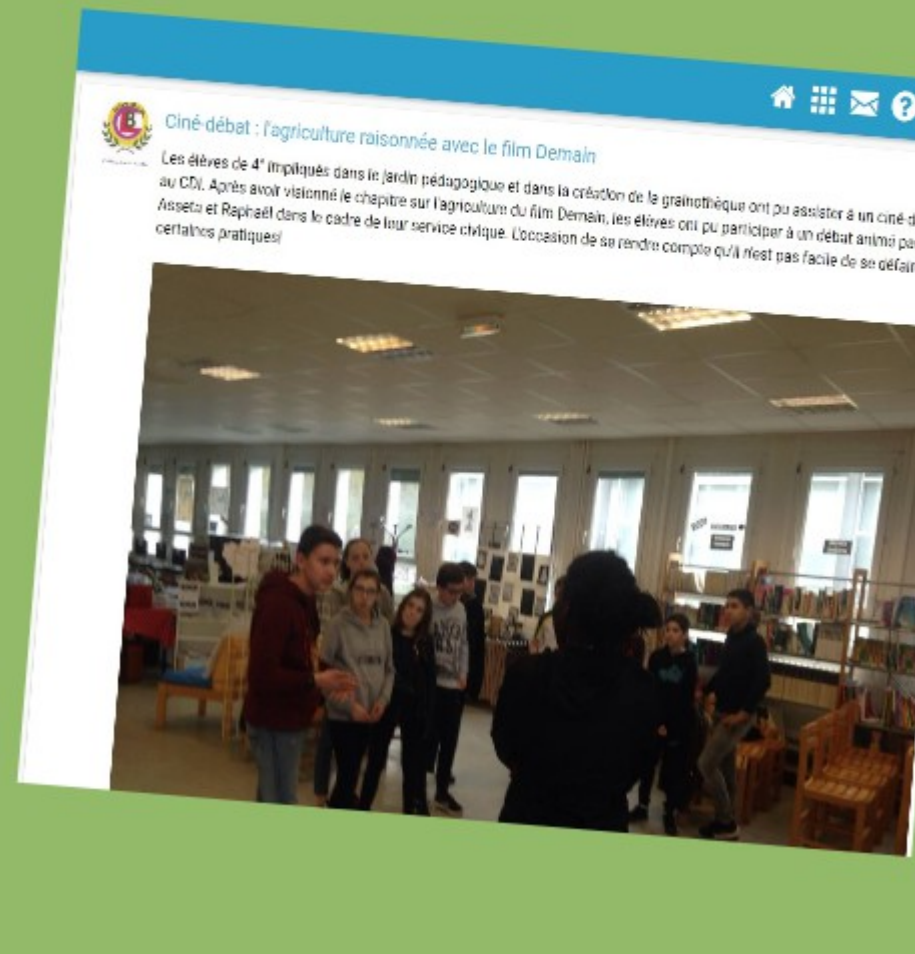 Ciné-débat : l'agriculture raisonnée avec le film Demain
Les élèves de 4° impliqués dans le jardin pédagogique et dans la création de la grainothèque ont pu assister à un ciné-d
au CDI. Après avoir visionné le chapitre sur l'agriculture du film Demain, les élèves ont pu participer à un débat animé pa
Asseta et Raphaël dans le cadre de leur service civique. L'occasion de se rendre compte qu'il n'est pas facile de se défair
certaines pratiques!